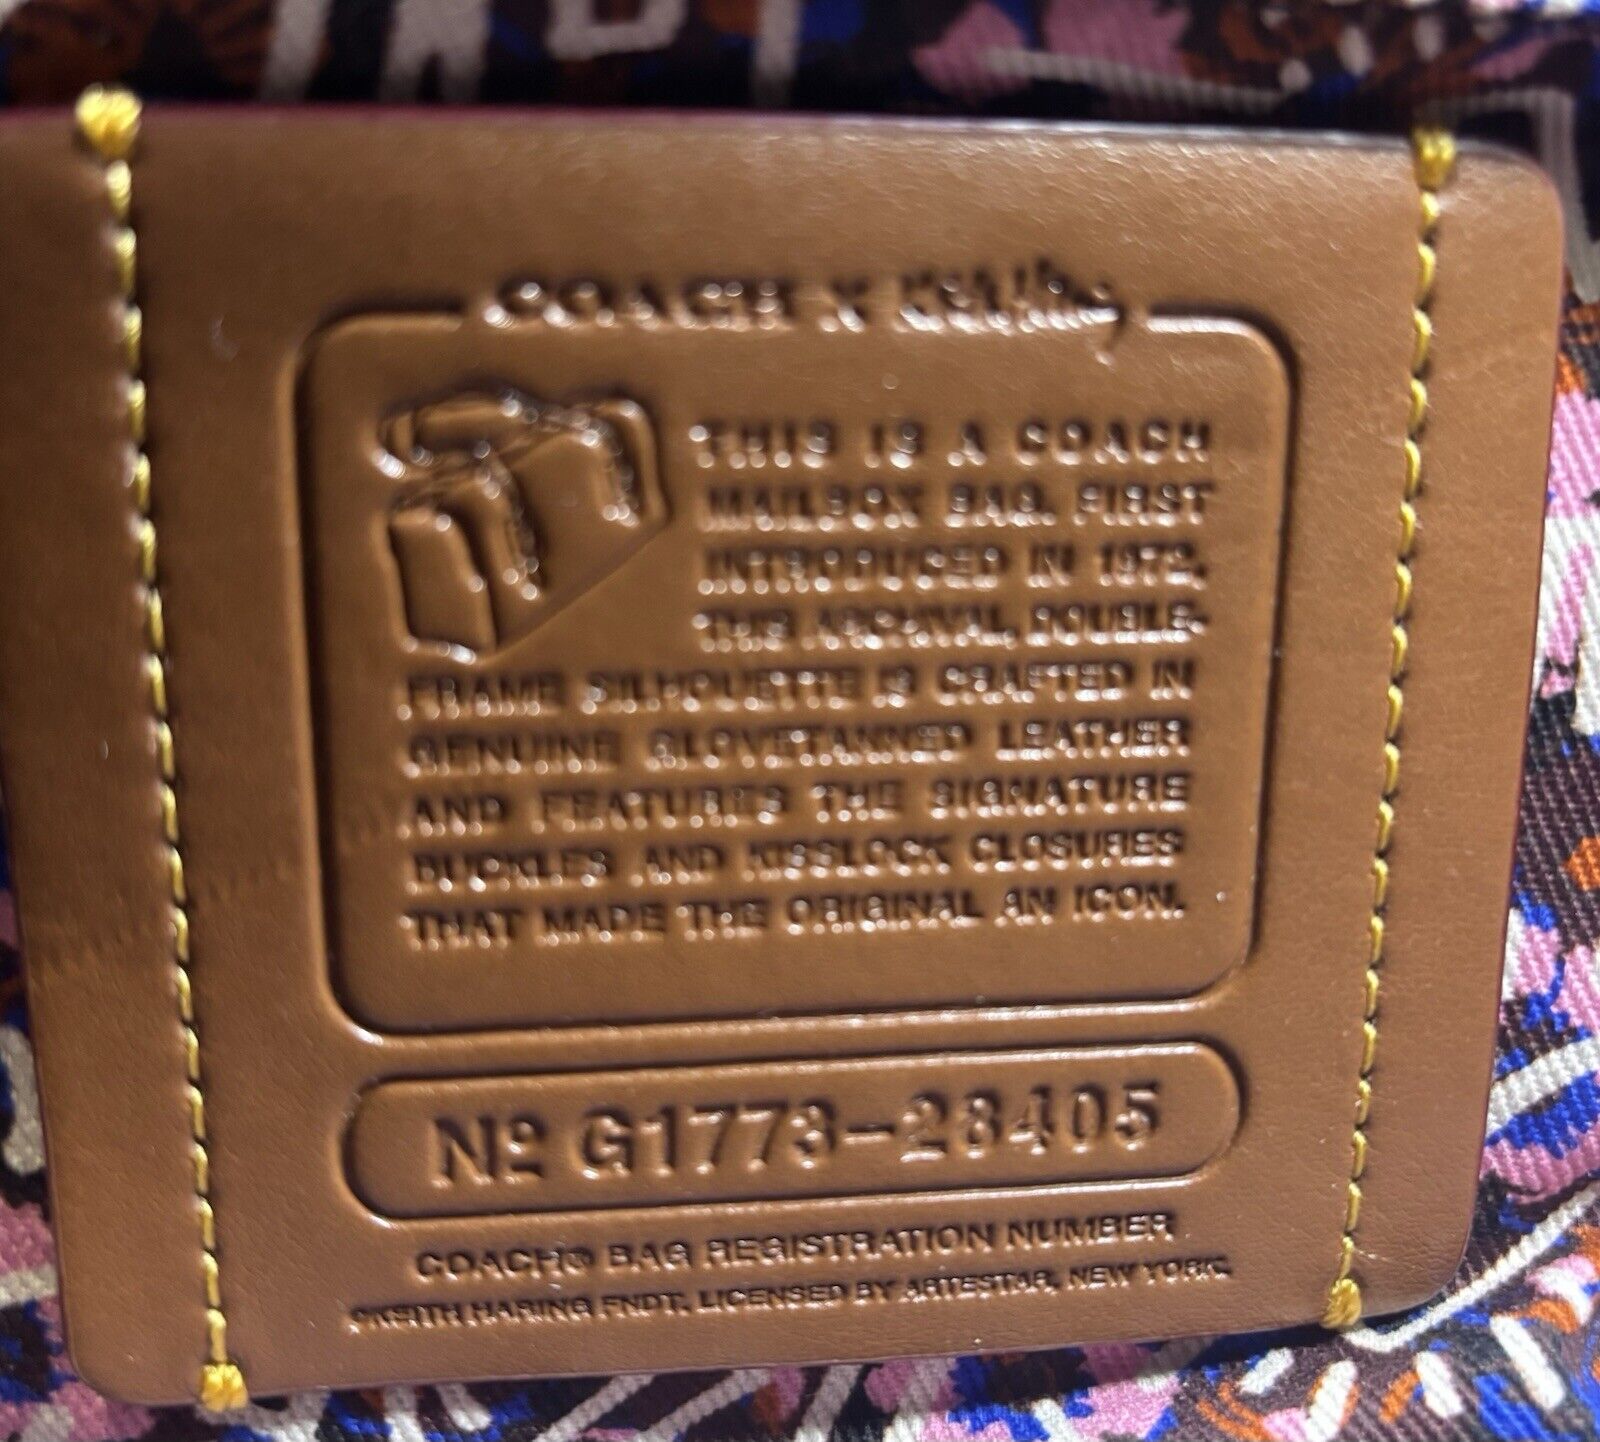 COACH X
THIS IS A COACH
MAILBOX BAG. FIRST
INTRODUCED IN 1972,
THIS ARCHIVAL, DOUBLE-
FRAME SILHOUETTE IS CRAFTED IN
GENUINE GLOVETANNED LEATHER
AND FEATURES THE SIGNATURE
BUCKLES AND KISSLOCK CLOSURES
THAT MADE THE ORIGINAL AN ICON.
Nº G1773-28405
COACH® BAG REGISTRATION NUMBER
©KEITH HARING FNDT. LICENSED BY ARTESTAR, NEW YORK.